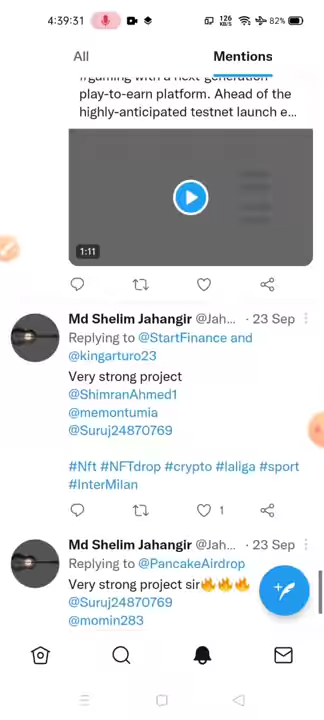 4:39:31
126
KB/S
82%
All
Mentions
#gaming with a next-generation
play-to-earn platform. Ahead of the
highly-anticipated testnet launch e...
1:11
Md Shelim Jahangir @Jah... · 23 Sep
Replying to @StartFinance and
@kingarturo23
Very strong project
@ShimranAhmed1
@memontumia
@Suruj24870769
#Nft #NFTdrop #crypto #laliga #sport
#InterMilan
1
Md Shelim Jahangir @Jah... · 23 Sep
Replying to @PancakeAirdrop
Very strong project sir🔥🔥🔥
@Suruj24870769
@momin283